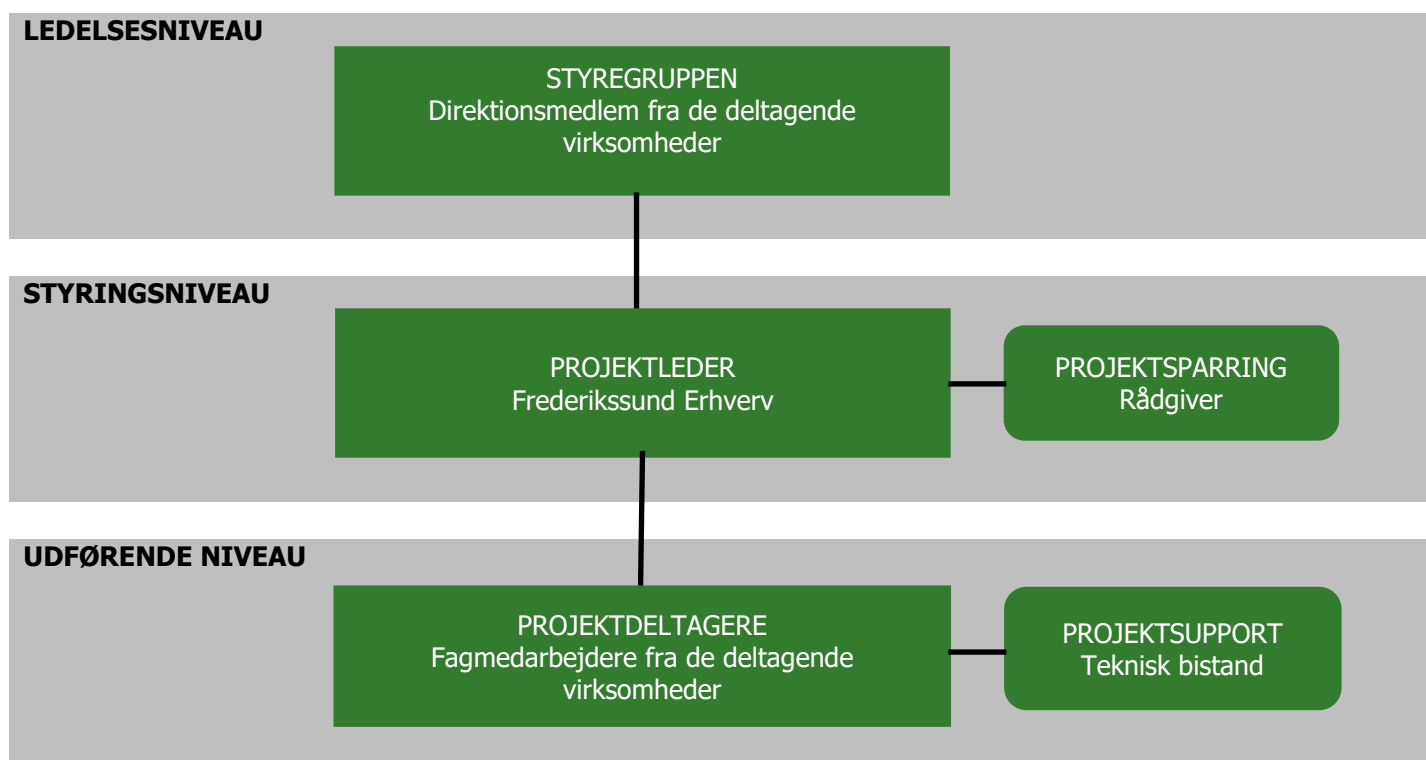 LEDELSESNIVEAU
STYREGRUPPEN
Direktionsmedlem fra de deltagende
virksomheder
STYRINGSNIVEAU
PROJEKTLEDER
Frederikssund Erhverv
PROJEKTSPARRING
Rådgiver
UDFØRENDE NIVEAU
PROJEKTDELTAGERE
Fagmedarbejdere fra de deltagende
virksomheder
PROJEKTSUPPORT
Teknisk bistand